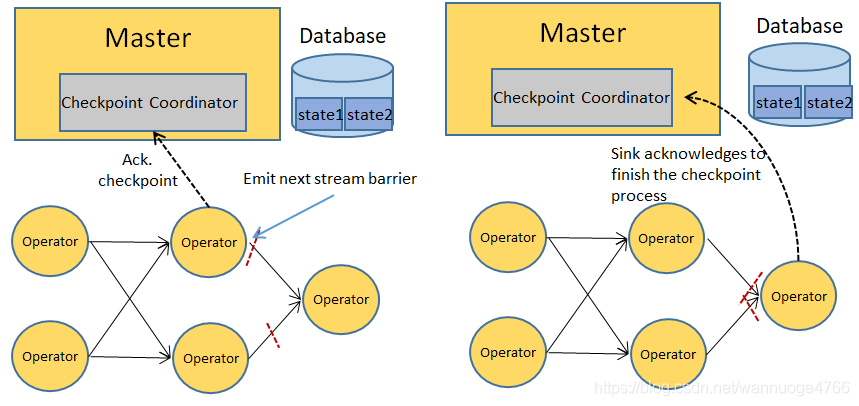 Master
Database
Checkpoint Coordinator
state1
state2
Ack.
checkpoint
Emit next stream barrier
Operator
Operator
Operator
Operator
Operator
Master
Database
Checkpoint Coordinator
state1
state2
Sink acknowledges to
finish the checkpoint
process
Operator
Operator
Operator
Operator
Operator
https://blog.csdn.net/wannuoge4766